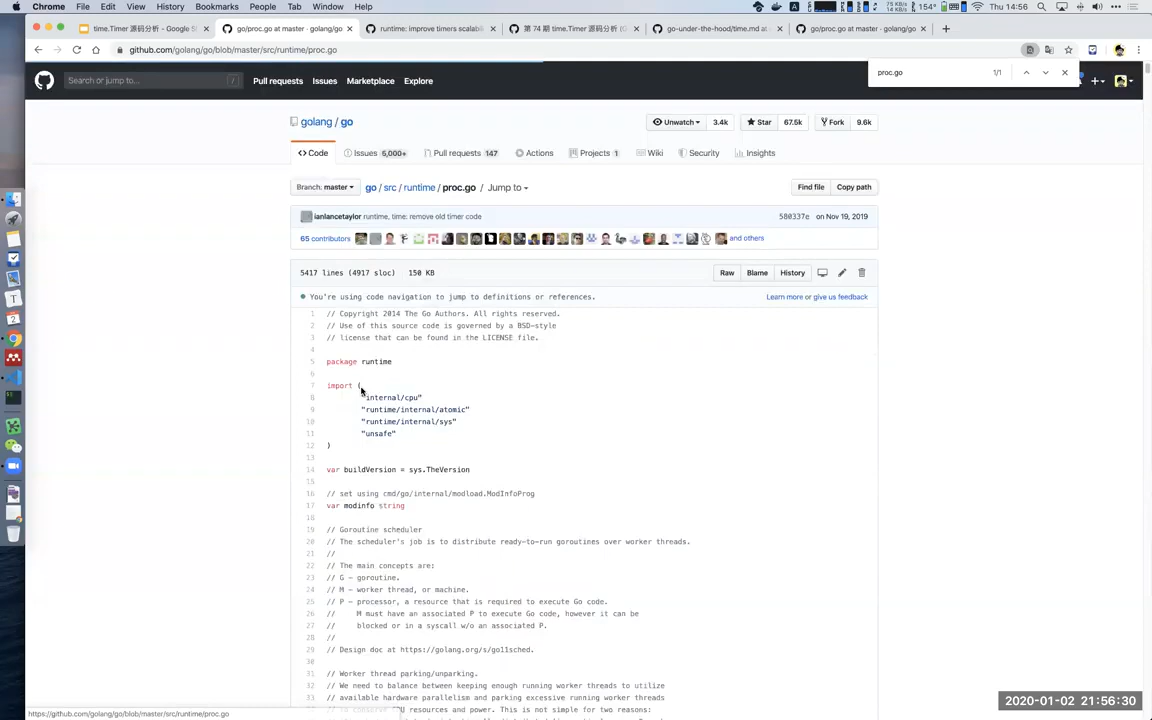 Chrome File Edit View History Bookmarks People Tab Window Help
154° Thu 14:56
time.Timer 源码分析 - Google Sl
go/proc.go at master · golang/go
runtime: improve timers scalabil
第 74 期 time.Timer 源码分析 (G
go-under-the-hood/time.md at
go/proc.go at master · golang/go
github.com/golang/go/blob/master/src/runtime/proc.go
proc.go 1/1
Search or jump to... / Pull requests Issues Marketplace Explore
golang / go
Unwatch 3.4k Star 67.5k Fork 9.6k
Code Issues 5,000+ Pull requests 147 Actions Projects 1 Wiki Security Insights
Branch: master go / src / runtime / proc.go / Jump to Find file Copy path
ianlancetaylor runtime, time: remove old timer code 580337e on Nov 19, 2019
65 contributors and others
5417 lines (4917 sloc) 150 KB Raw Blame History
You're using code navigation to jump to definitions or references. Learn more or give us feedback
1 // Copyright 2014 The Go Authors. All rights reserved.
2 // Use of this source code is governed by a BSD-style
3 // license that can be found in the LICENSE file.
4
5 package runtime
6
7 import (
8 "internal/cpu"
9 "runtime/internal/atomic"
10 "runtime/internal/sys"
11 "unsafe"
12 )
13
14 var buildVersion = sys.TheVersion
15
16 // set using cmd/go/internal/modload.ModInfoProg
17 var modinfo string
18
19 // Goroutine scheduler
20 // The scheduler's job is to distribute ready-to-run goroutines over worker threads.
21 //
22 // The main concepts are:
23 // G - goroutine.
24 // M - worker thread, or machine.
25 // P - processor, a resource that is required to execute Go code.
26 // M must have an associated P to execute Go code, however it can be
27 // blocked or in a syscall w/o an associated P.
28 //
29 // Design doc at https://golang.org/s/go11sched.
30
31 // Worker thread parking/unparking.
32 // We need to balance between keeping enough running worker threads to utilize
33 // available hardware parallelism and parking excessive running worker threads
https://github.com/golang/go/blob/master/src/runtime/proc.go
2020-01-02 21:56:30